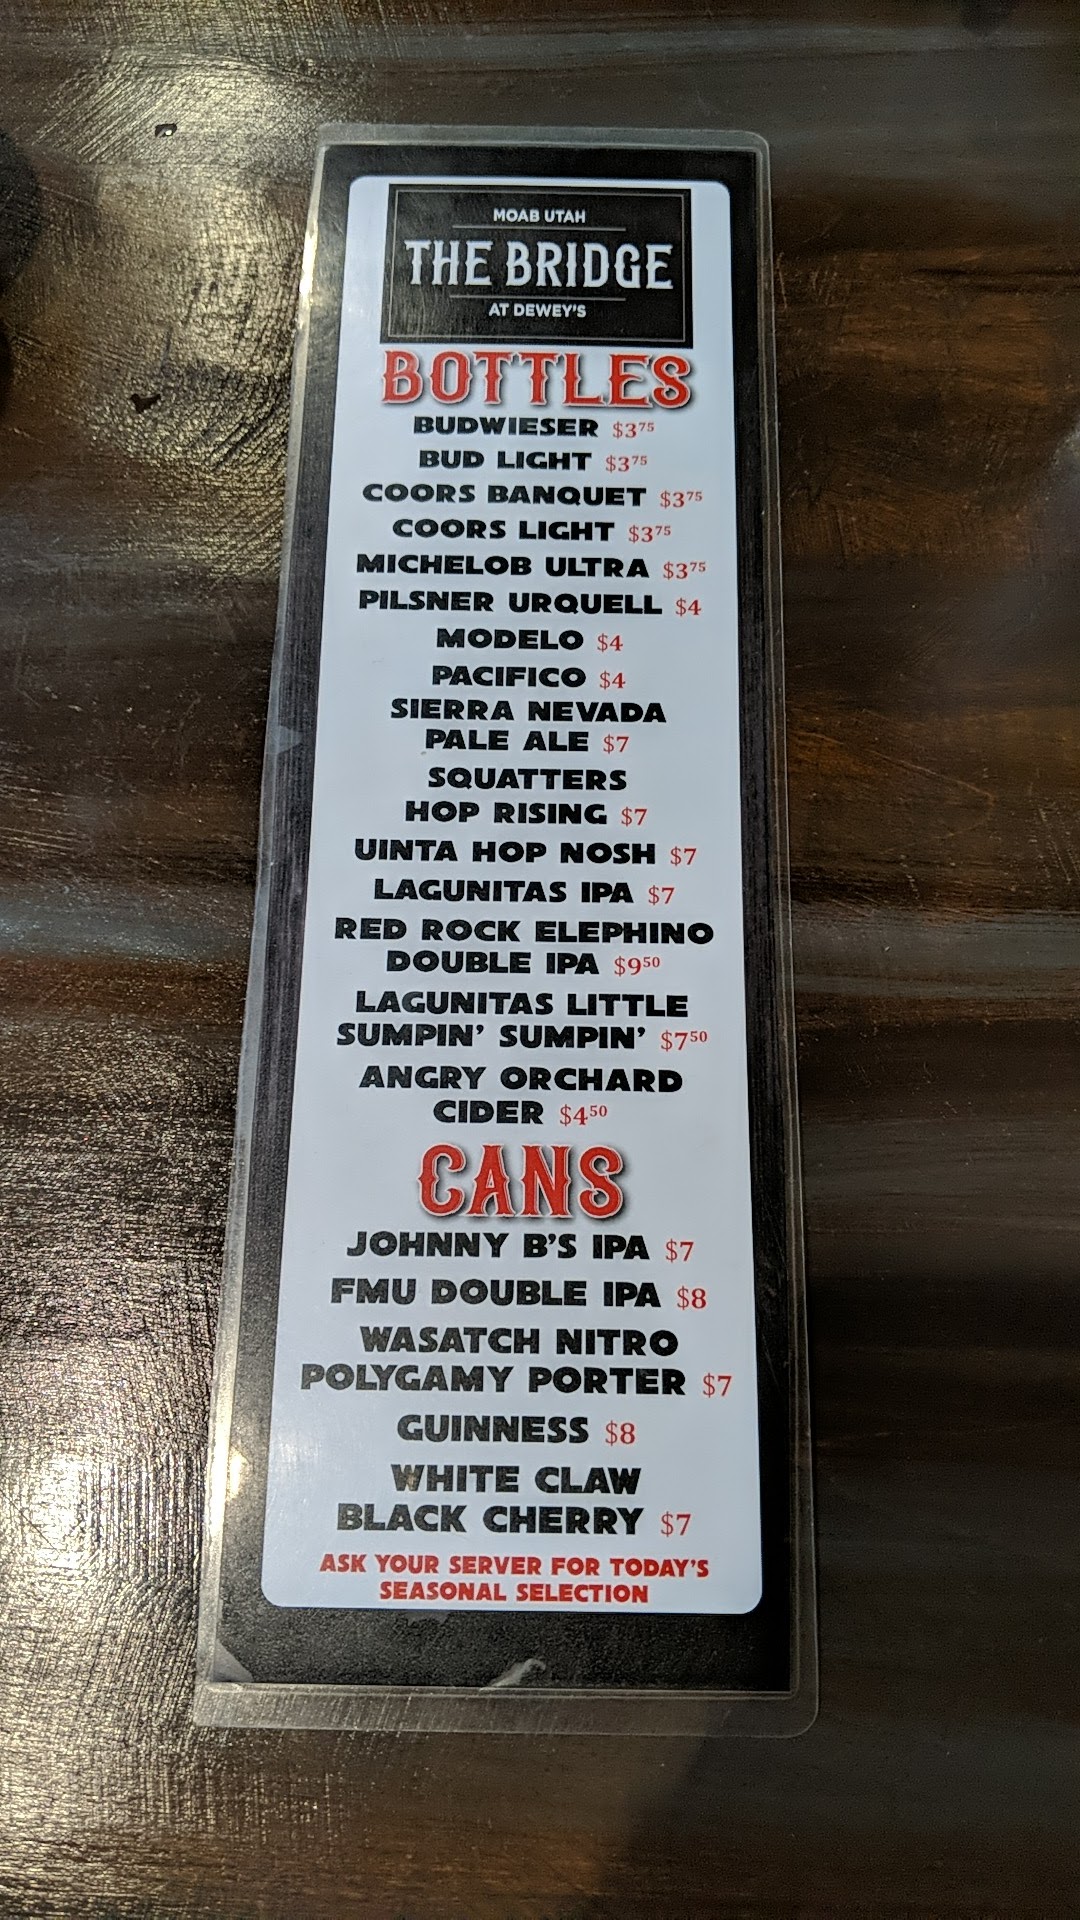 MOAB UTAH
THE BRIDGE
AT DEWEY'S
BOTTLES
BUDWIESER $3⁷⁵
BUD LIGHT $3⁷⁵
COORS BANQUET $3⁷⁵
COORS LIGHT $3⁷⁵
MICHELOB ULTRA $3⁷⁵
PILSNER URQUELL $4
MODELO $4
PACIFICO $4
SIERRA NEVADA
PALE ALE $7
SQUATTERS
HOP RISING $7
UINTA HOP NOSH $7
LAGUNITAS IPA $7
RED ROCK ELEPHINO
DOUBLE IPA $9⁵⁰
LAGUNITAS LITTLE
SUMPIN' SUMPIN' $7⁵⁰
ANGRY ORCHARD
CIDER $4⁵⁰
CANS
JOHNNY B'S IPA $7
FMU DOUBLE IPA $8
WASATCH NITRO
POLYGAMY PORTER $7
GUINNESS $8
WHITE CLAW
BLACK CHERRY $7
ASK YOUR SERVER FOR TODAY'S
SEASONAL SELECTION